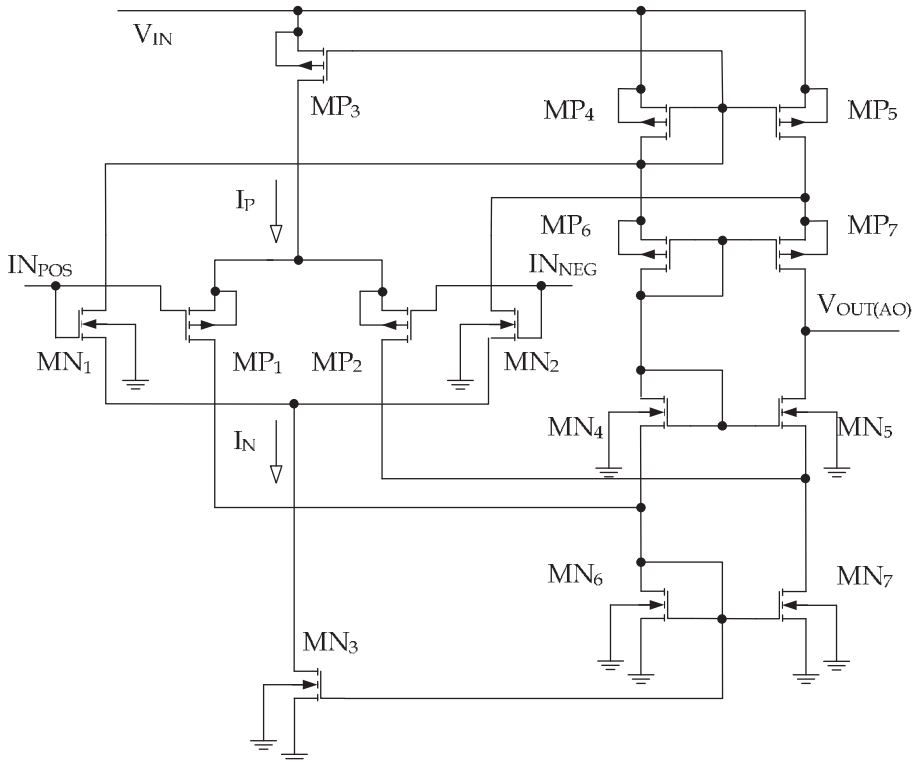 V_IN
MP_3
MP_4
MP_5
I_P
MP_6
MP_7
IN_POS
IN_NEG
V_OUT(AO)
MN_1
MP_1
MP_2
MN_2
MN_4
MN_5
I_N
MN_6
MN_7
MN_3